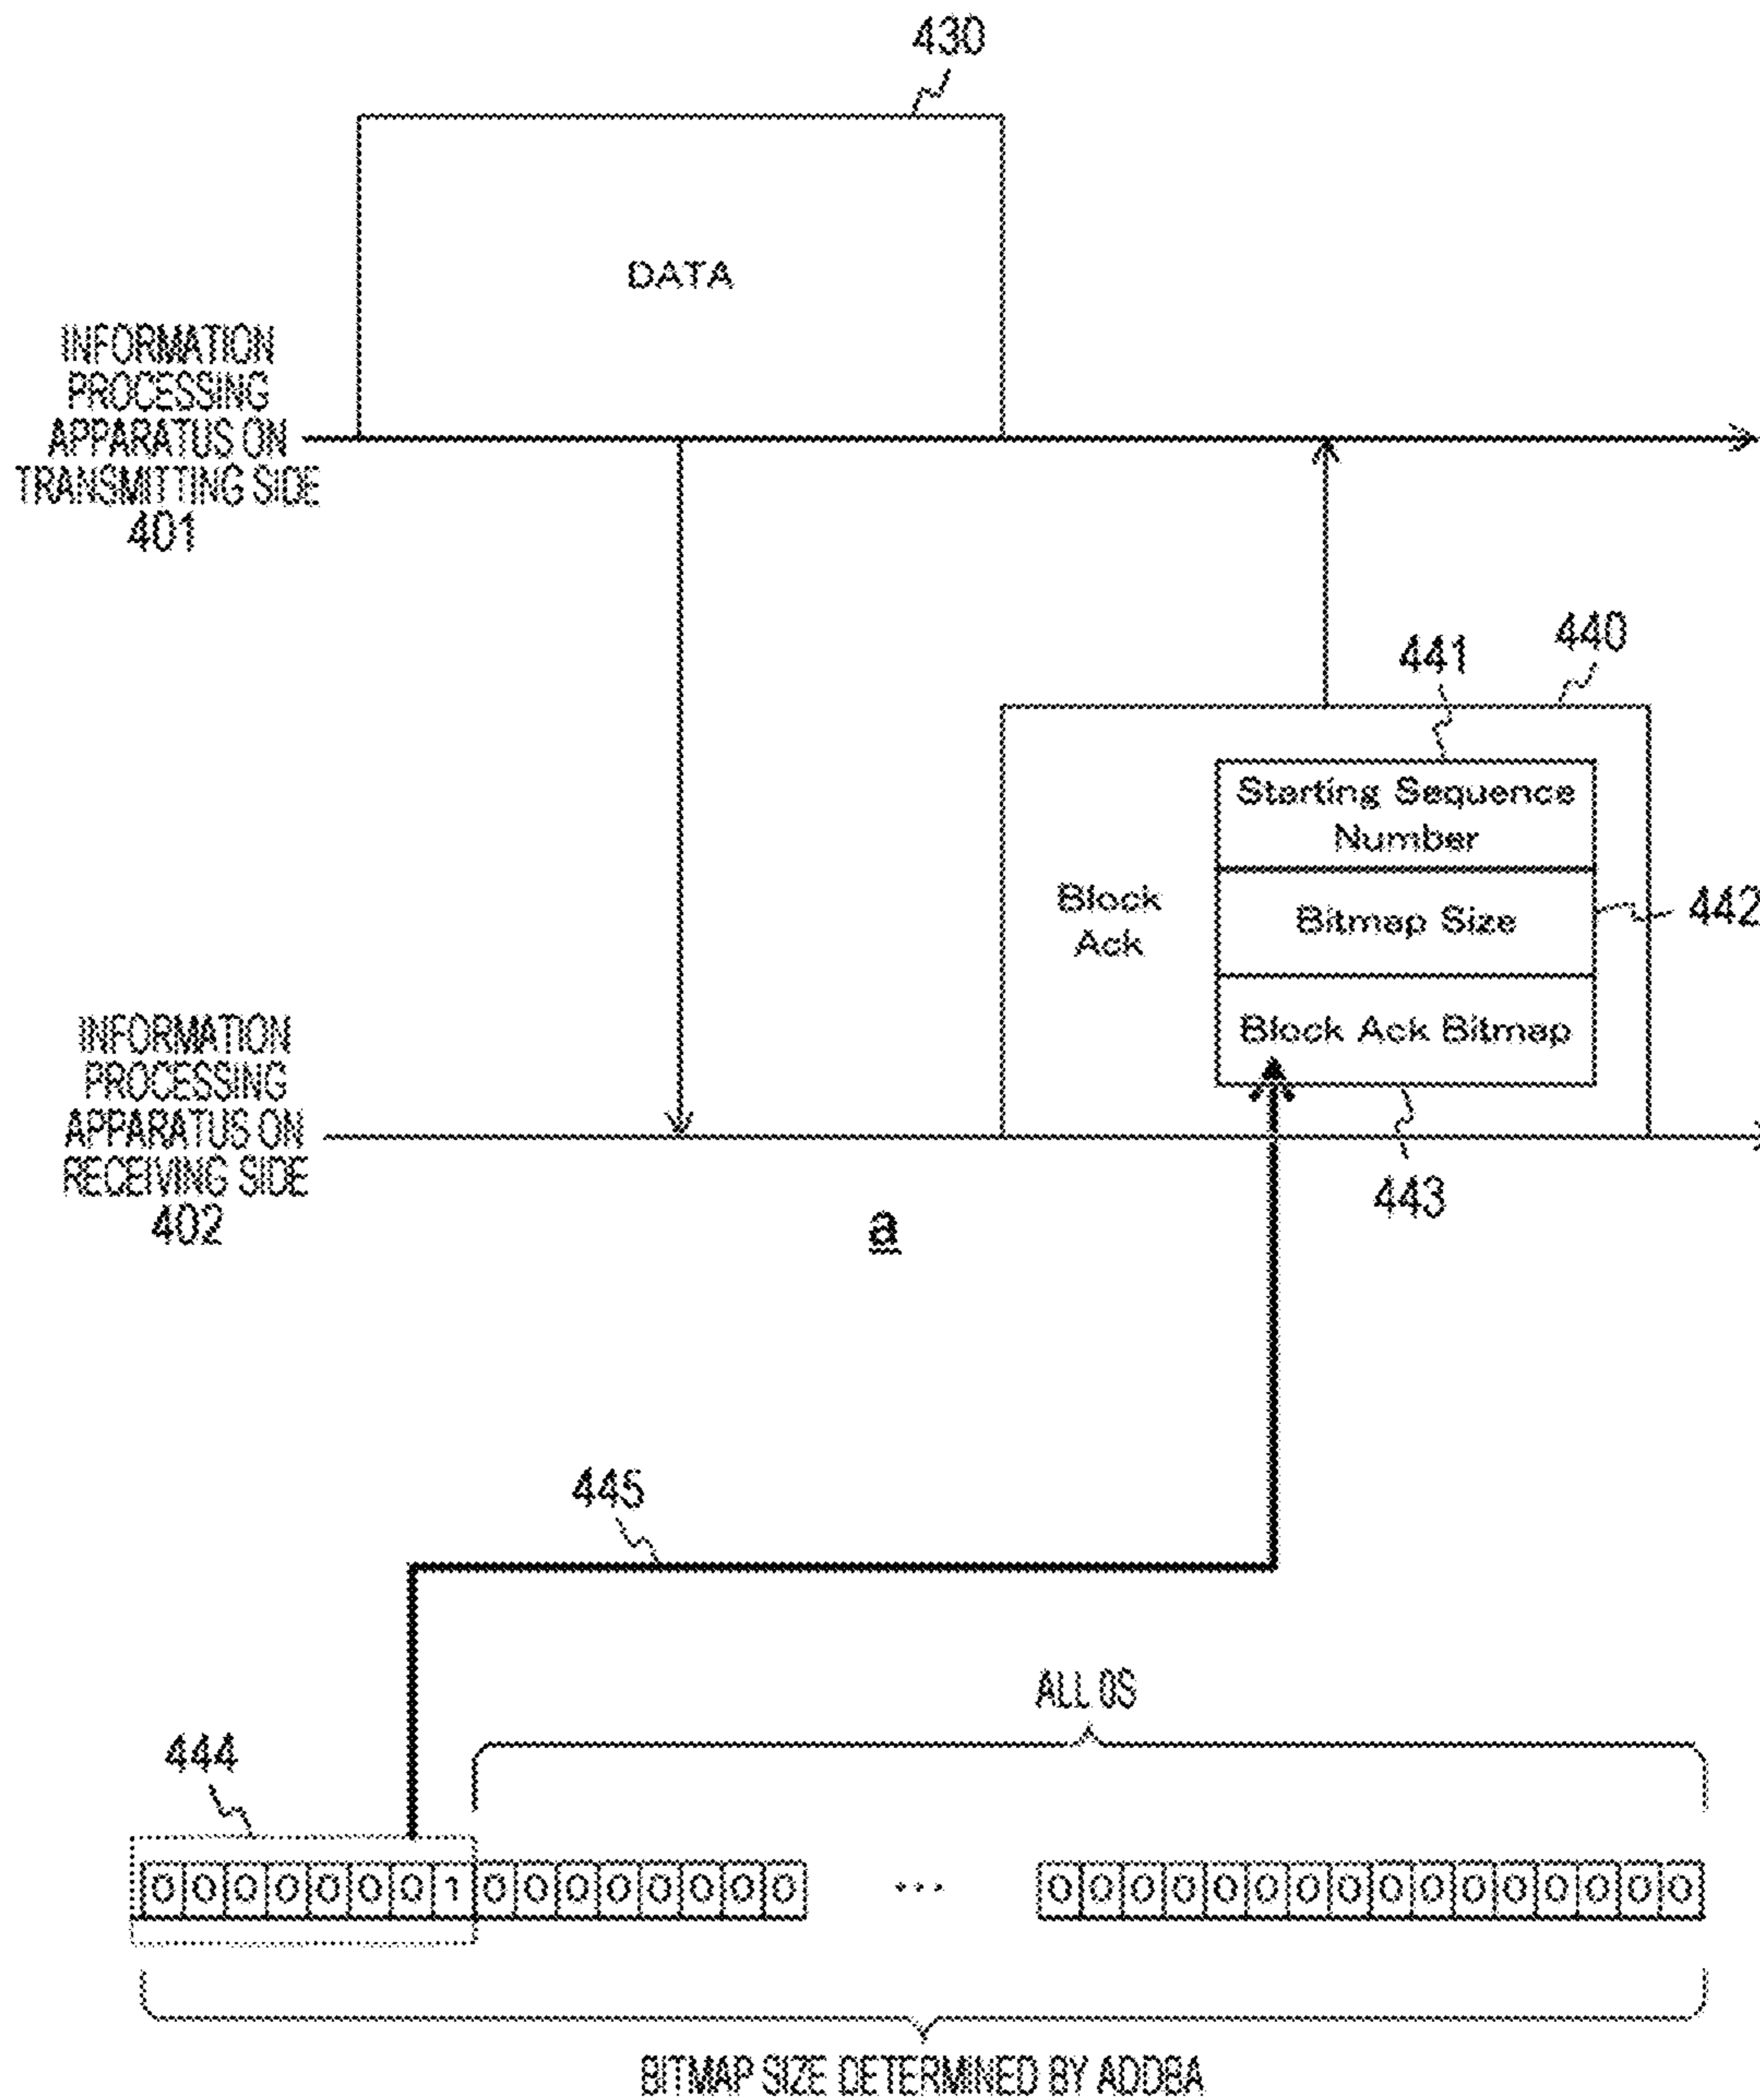 430
DATA
INFORMATION
PROCESSING
APPARATUS ON
TRANSMITTING SIDE
401
440
441
Starting Sequence
Number
Block
Ack
Bitmap Size
442
Block Ack Bitmap
INFORMATION
PROCESSING
APPARATUS ON
RECEIVING SIDE
402
443
a
445
ALL 0S
444
0 0 0 0 0 0 0 1 0 0 0 0 0 0 0 0 ... 0 0 0 0 0 0 0 0 0 0 0 0 0 0 0 0
BITMAP SIZE DETERMINED BY ADDBA